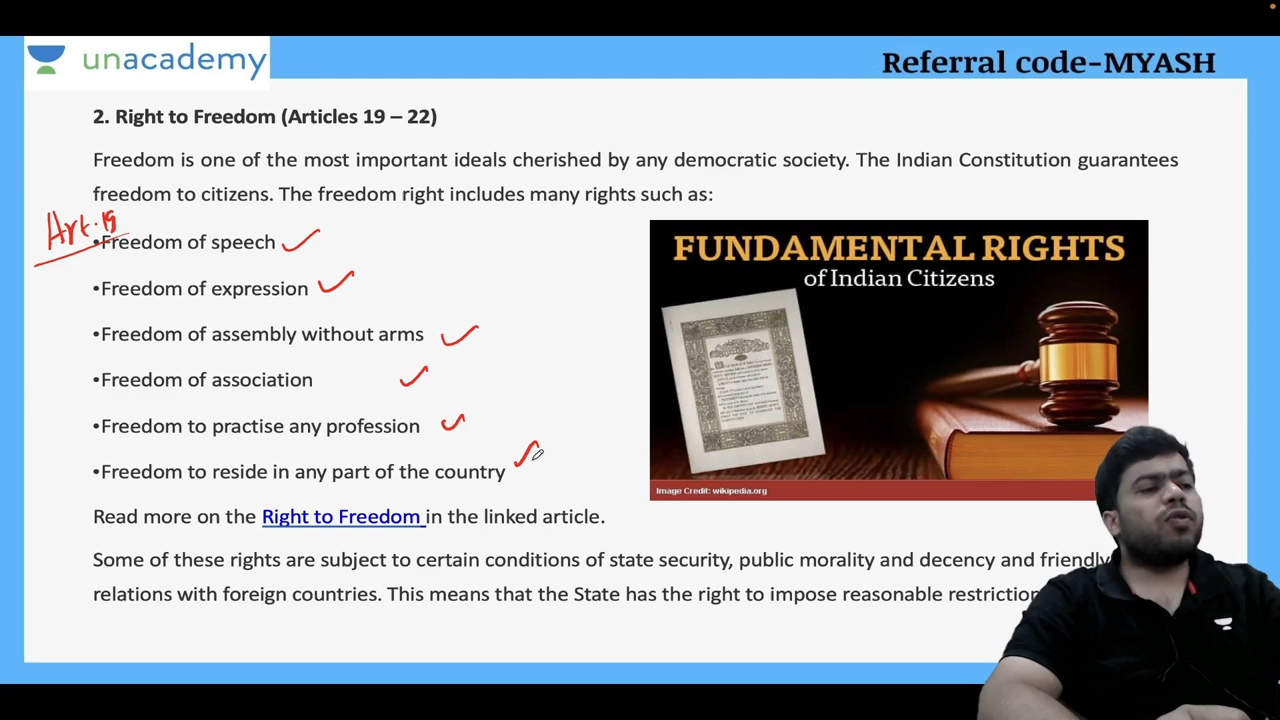 unacademy
Referral code-MYASH
2. Right to Freedom (Articles 19 – 22)
Freedom is one of the most important ideals cherished by any democratic society. The Indian Constitution guarantees
freedom to citizens. The freedom right includes many rights such as:
Art. 19
•Freedom of speech
•Freedom of expression
•Freedom of assembly without arms
•Freedom of association
•Freedom to practise any profession
•Freedom to reside in any part of the country
FUNDAMENTAL RIGHTS
of Indian Citizens
Image Credit: wikipedia.org
Read more on the Right to Freedom in the linked article.
Some of these rights are subject to certain conditions of state security, public morality and decency and friendly
relations with foreign countries. This means that the State has the right to impose reasonable